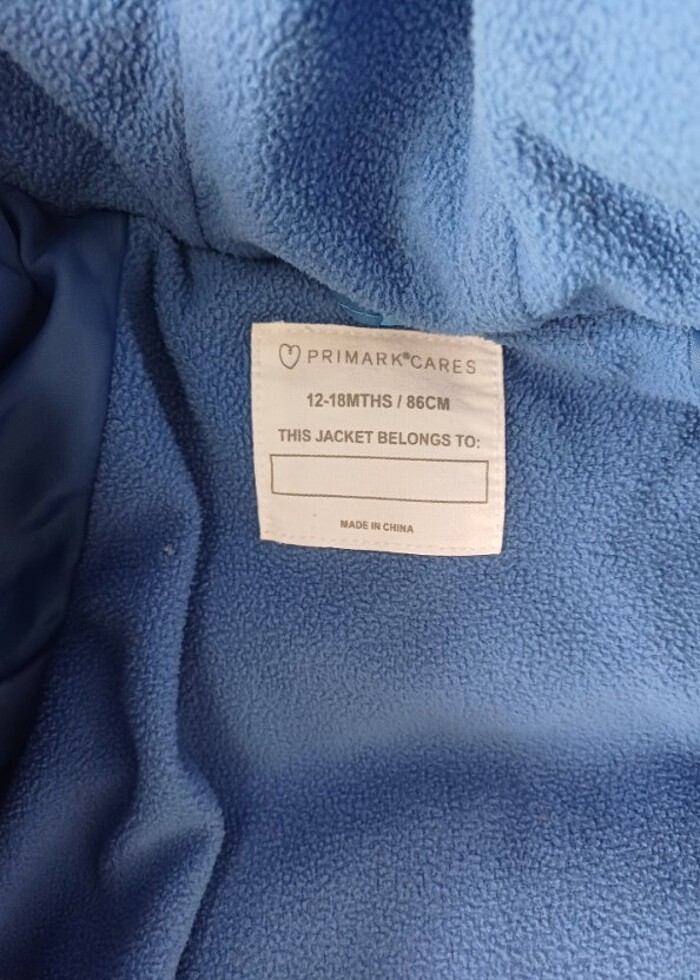 PRIMARK®CARES
12-18MTHS / 86CM
THIS JACKET BELONGS TO:
MADE IN CHINA